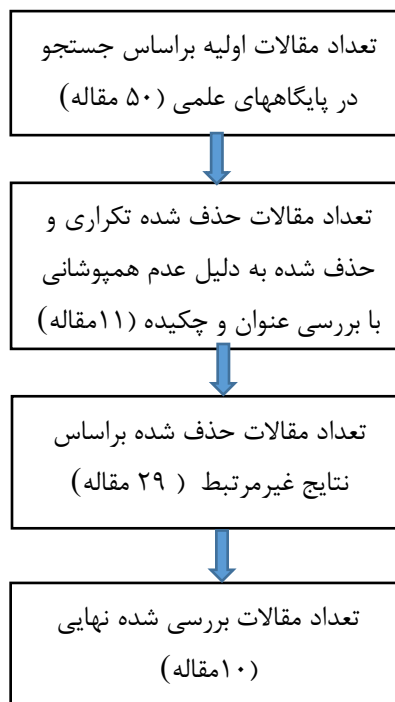 تعداد مقالات اولیه براساس جستجو
در پایگاههای علمی (۵۰ مقاله)
تعداد مقالات حذف شده تکراری و
حذف شده به دلیل عدم همپوشانی
با بررسی عنوان و چکیده (۱۱مقاله)
تعداد مقالات حذف شده براساس
نتایج غیرمرتبط ( ۲۹ مقاله)
تعداد مقالات بررسی شده نهایی
(۱۰مقاله)